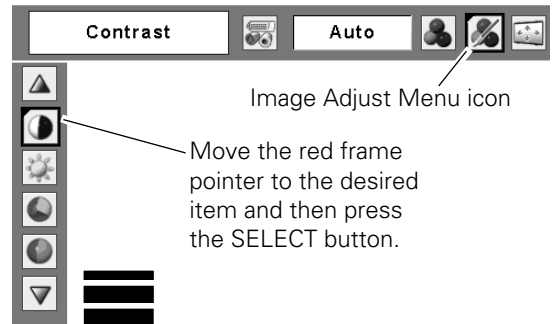 Contrast
Auto
Image Adjust Menu icon
Move the red frame
pointer to the desired
item and then press
the SELECT button.